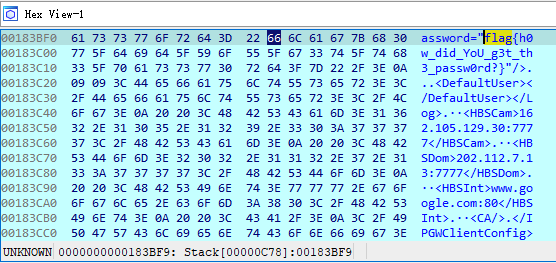 Hex View-1
00183BF0 61 73 73 77 6F 72 64 3D 22 66 6C 61 67 7B 68 30 assword="flag{h0
00183C00 77 5F 64 69 64 5F 59 6F 55 5F 67 33 74 5F 74 68 w_did_YoU_g3t_th
00183C10 33 5F 70 61 73 73 77 30 72 64 3F 7D 22 2F 3E 0A 3_passw0rd?}"/>.
00183C20 09 09 3C 44 65 66 61 75 6C 74 55 73 65 72 3E 3C ..<DefaultUser><
00183C30 2F 44 65 66 61 75 6C 74 55 73 65 72 3E 3C 2F 4C /DefaultUser></L
00183C40 6F 67 3E 0A 20 20 3C 48 42 53 43 61 6D 3E 31 36 og>.··<HBSCam>16
00183C50 32 2E 31 30 35 2E 31 32 39 2E 33 30 3A 37 37 37 2.105.129.30:777
00183C60 37 3C 2F 48 42 53 43 61 6D 3E 0A 20 20 3C 48 42 7</HBSCam>.··<HB
00183C70 53 44 6F 6D 3E 32 30 32 2E 31 31 32 2E 37 2E 31 SDom>202.112.7.1
00183C80 33 3A 37 37 37 37 3C 2F 48 42 53 44 6F 6D 3E 0A 3:7777</HBSDom>.
00183C90 20 20 3C 48 42 53 49 6E 74 3E 77 77 77 2E 67 6F ··<HBSInt>www.go
00183CA0 6F 67 6C 65 2E 63 6F 6D 3A 38 30 3C 2F 48 42 53 ogle.com:80</HBS
00183CB0 49 6E 74 3E 0A 20 20 3C 43 41 2F 3E 0A 3C 2F 49 Int>.··<CA/>.</I
00183CC0 50 47 57 43 6C 69 65 6E 74 43 6F 6E 66 69 67 3E PGWClientConfig>
UNKNOWN 0000000000183BF9: Stack[00000C78]:00183BF9